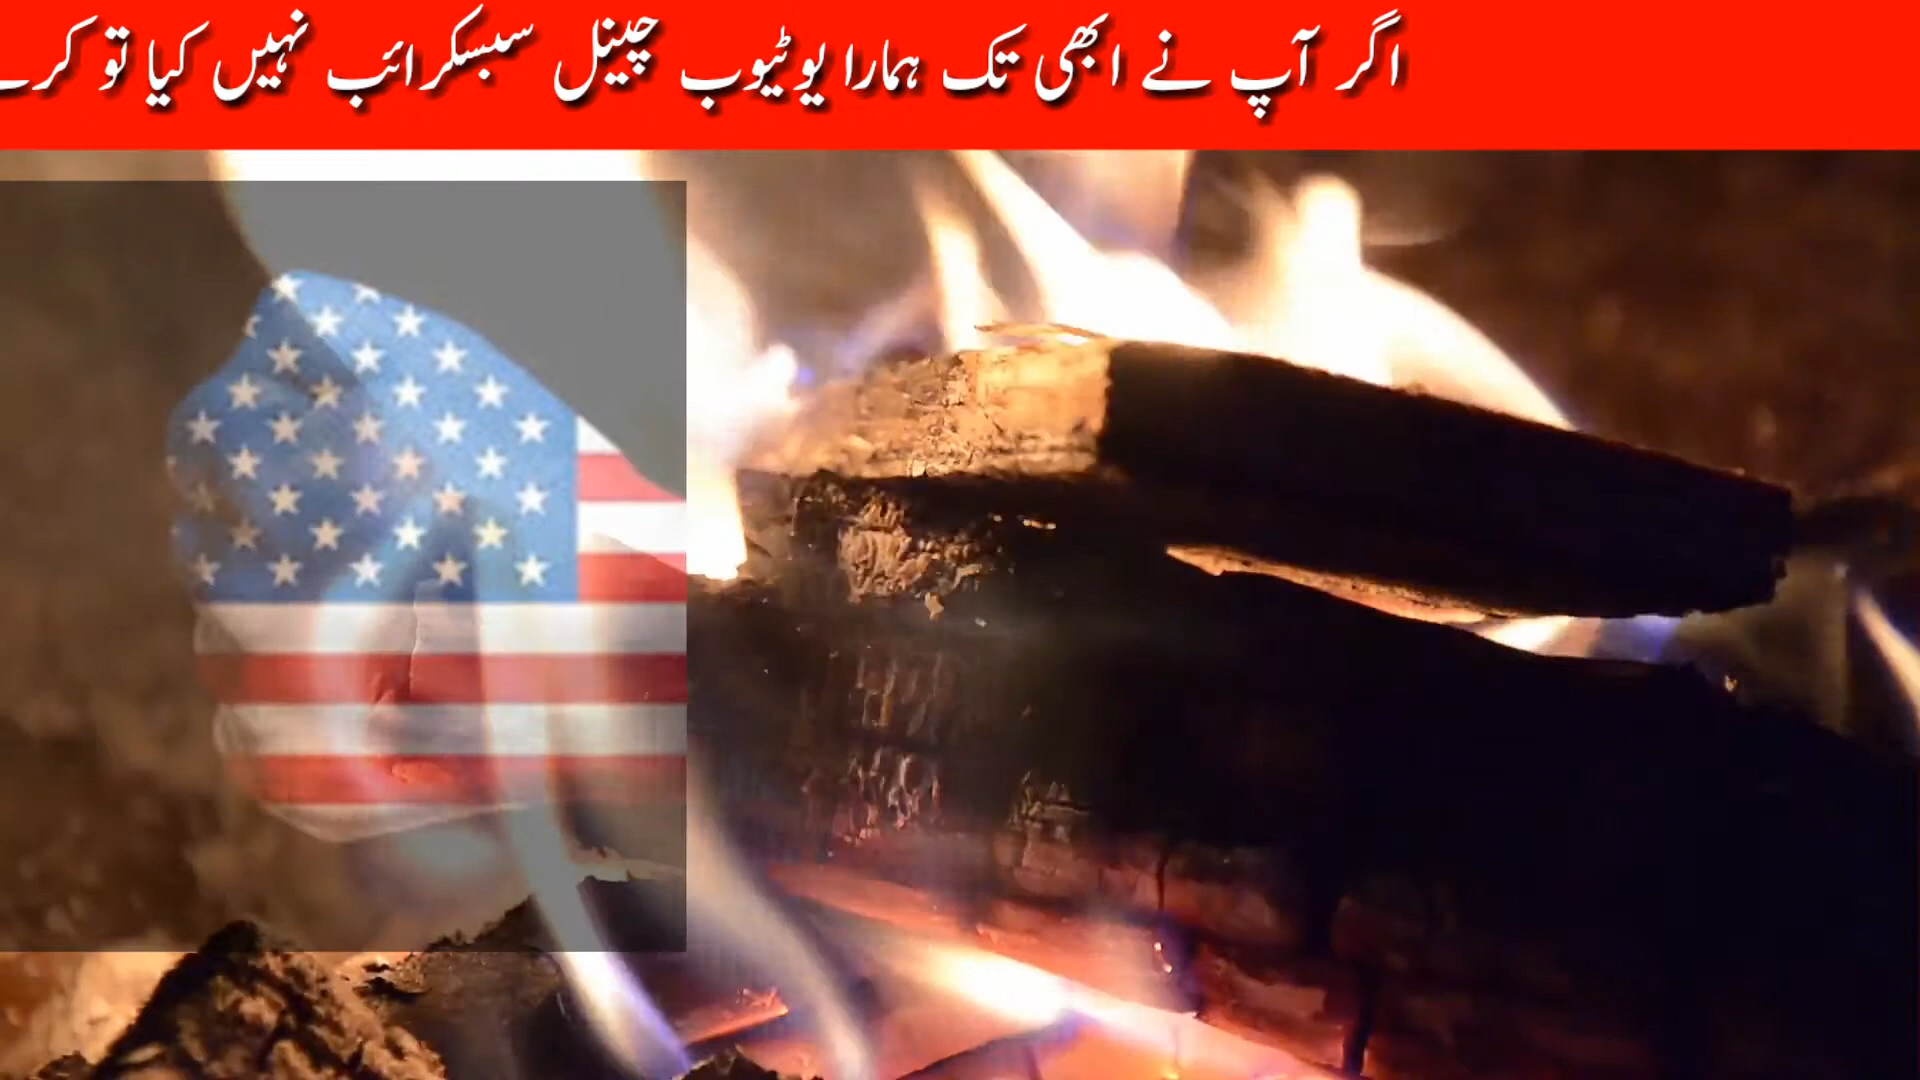 اگر آپ نے ابھی تک ہمارا یوٹیوب چینل سبسکرائب نہیں کیا تو کر